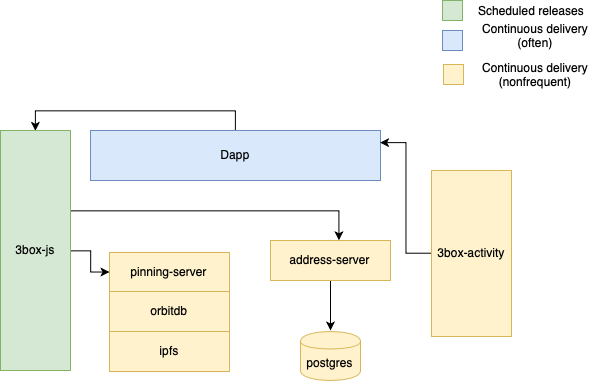 Scheduled releases
Continuous delivery
(often)
Continuous delivery
(nonfrequent)
Dapp
3box-js
3box-activity
pinning-server
address-server
orbitdb
ipfs
postgres